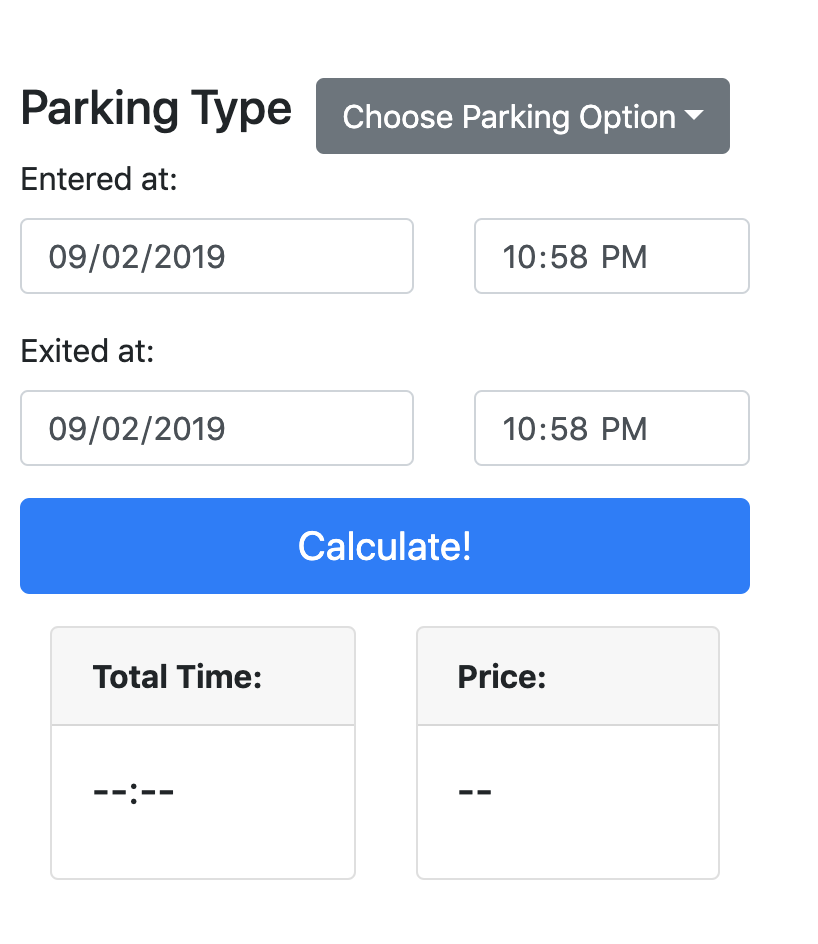 Parking Type Choose Parking Option
Entered at:
09/02/2019 10:58 PM
Exited at:
09/02/2019 10:58 PM
Calculate!
Total Time: Price:
--:-- --